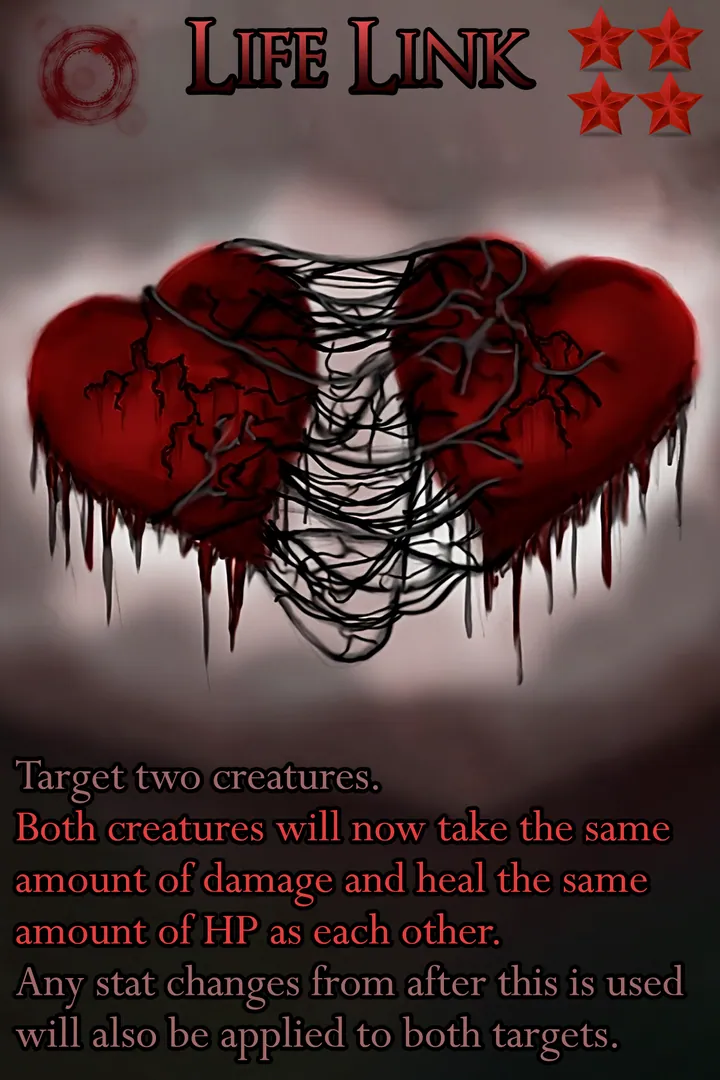 Life Link
Target two creatures.
Both creatures will now take the same
amount of damage and heal the same
amount of HP as each other.
Any stat changes from after this is used
will also be applied to both targets.